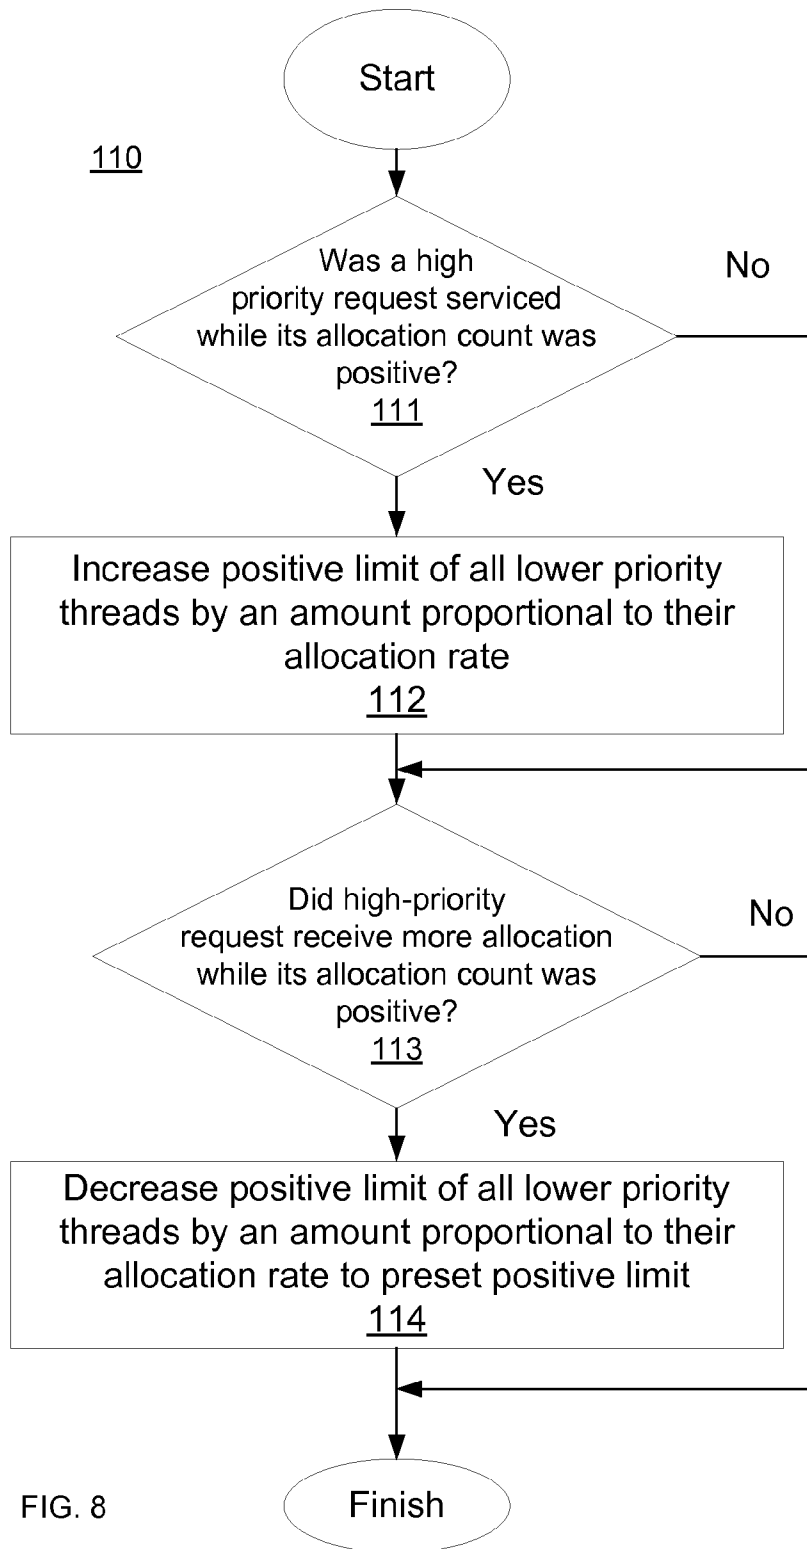 Start
110
Was a high
priority request serviced
while its allocation count was
positive?
111
No
Yes
Increase positive limit of all lower priority
threads by an amount proportional to their
allocation rate
112
Did high-priority
request receive more allocation
while its allocation count was
positive?
113
No
Yes
Decrease positive limit of all lower priority
threads by an amount proportional to their
allocation rate to preset positive limit
114
Finish
FIG. 8